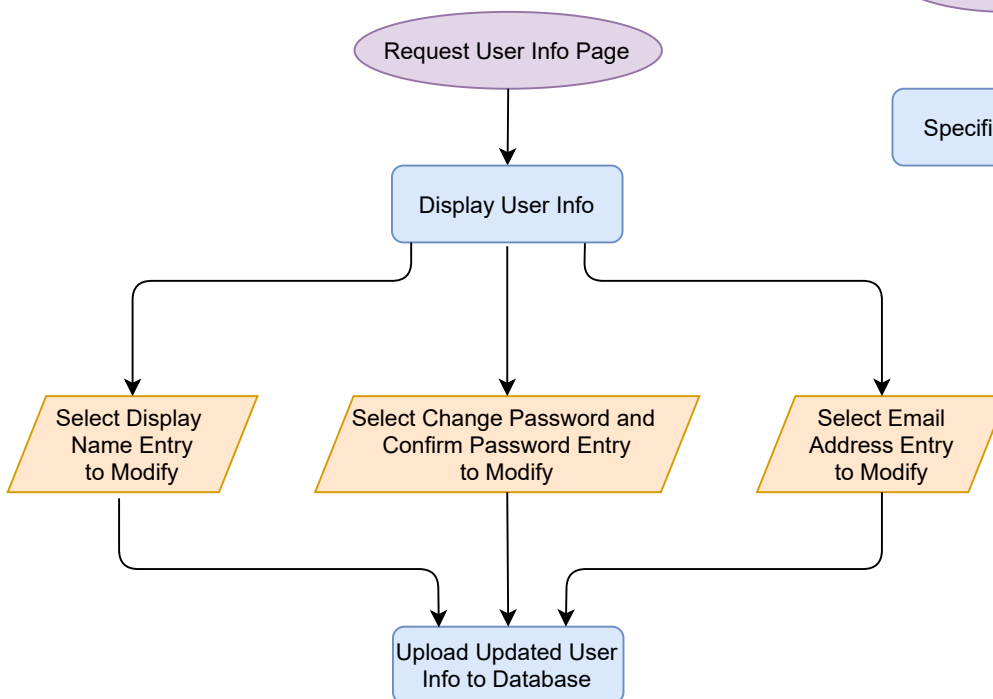 Request User Info Page
Specifi
Display User Info
Select Display
Name Entry
to Modify
Select Change Password and
Confirm Password Entry
to Modify
Select Email
Address Entry
to Modify
Upload Updated User
Info to Database